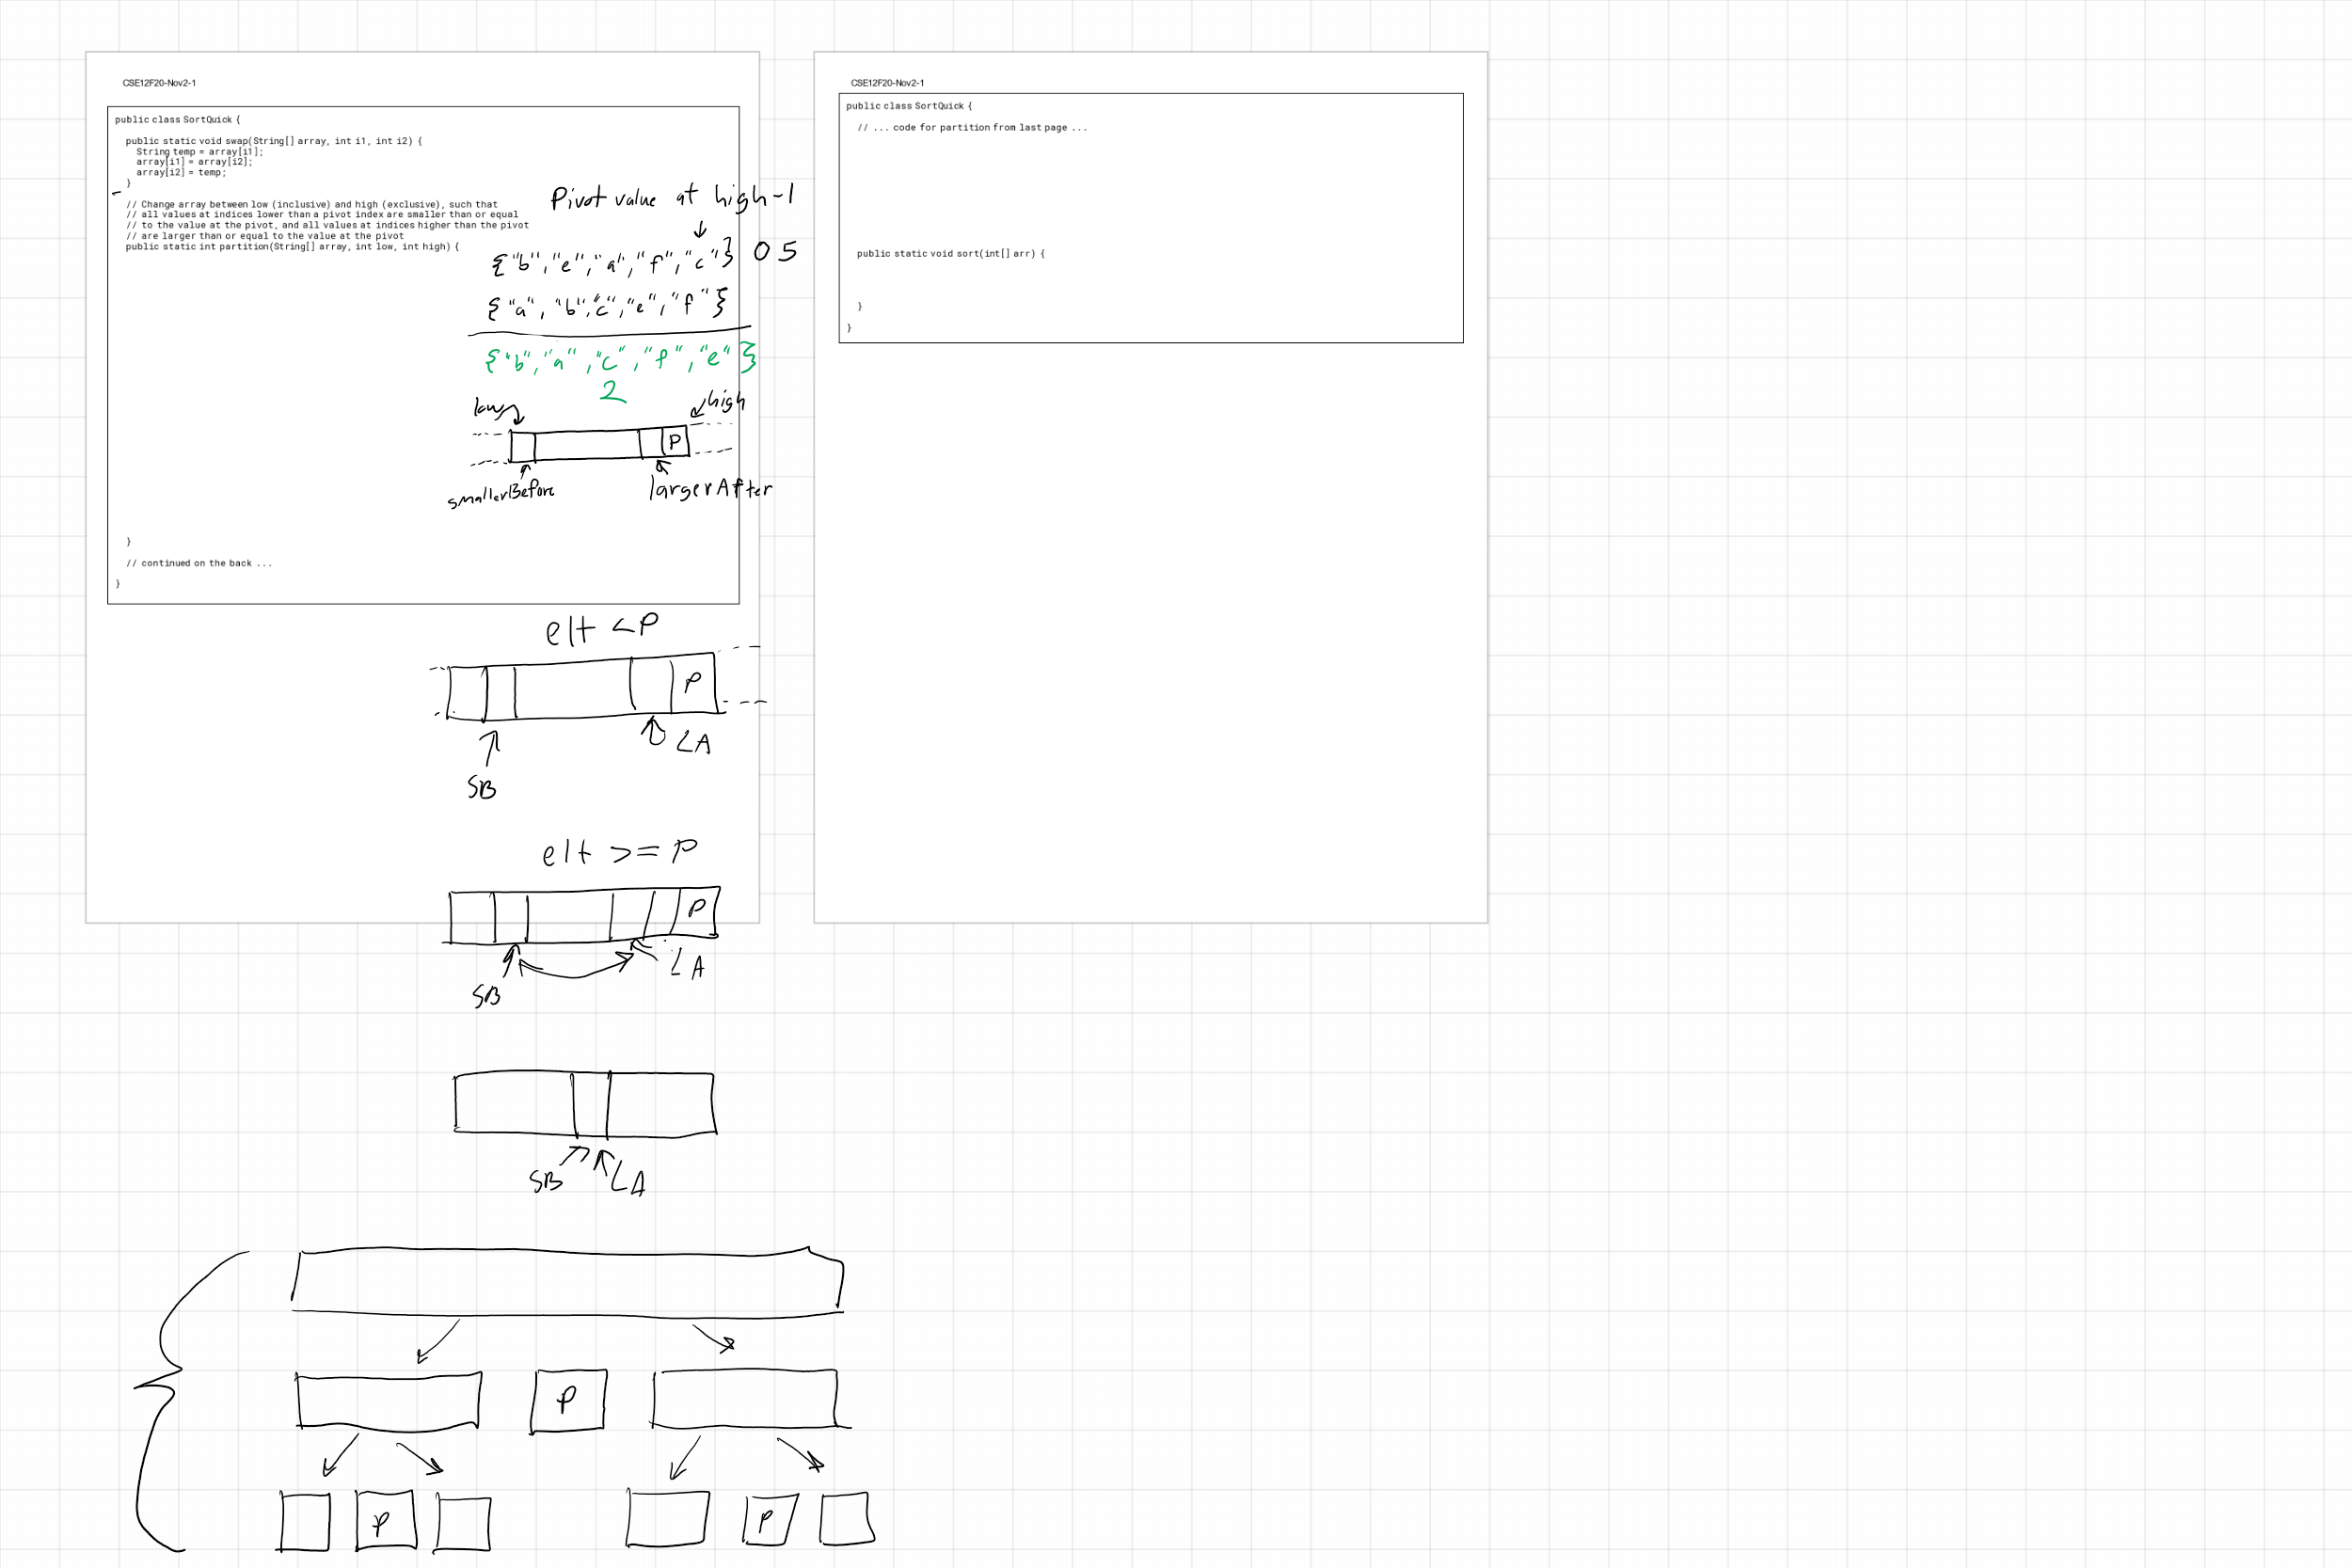 CSE12F20-Nov2-1
public class SortQuick {
public static void swap(String[] array, int i1, int i2) {
String temp = array[i1];
array[i1] = array[i2];
array[i2] = temp;
}
// Change array between low (inclusive) and high (exclusive), such that
// all values at indices lower than a pivot index are smaller than or equal
// to the value at the pivot, and all values at indices higher than the pivot
// are larger than or equal to the value at the pivot
public static int partition(String[] array, int low, int high) {
Pivot value at high-1
{"b", "e", "a", "f", "c"} 0 5
{"a", "b", "c", "e", "f"}
{"b", "a", "c", "f", "e"}
2
low
high
P
smallerBefore
largerAfter
}
// continued on the back ...
}
elt < P
P
LA
SB
elt >= P
P
LA
SB
SB
LA
P
P
P
CSE12F20-Nov2-1
public class SortQuick {
// ... code for partition from last page ...
public static void sort(int[] arr) {
}
}